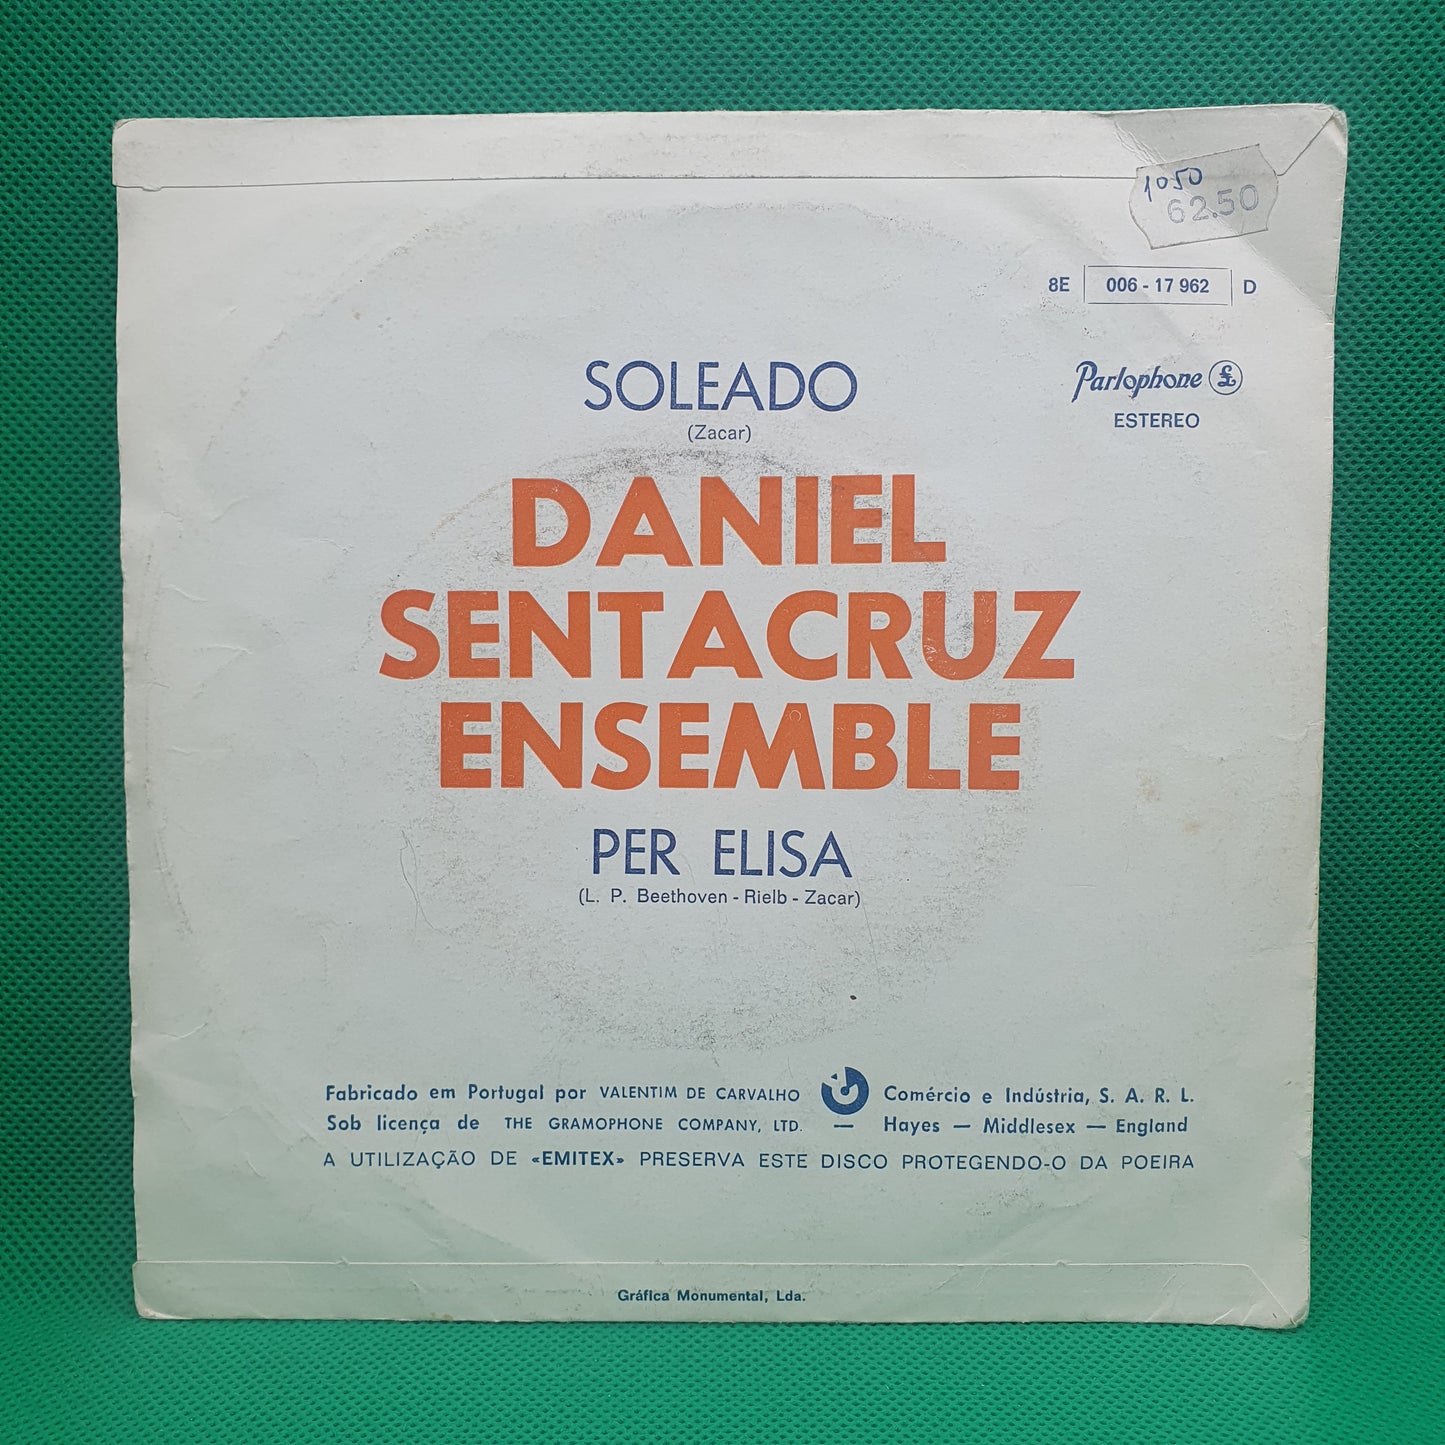 1050
62.50
8E 006 - 17 962 D
Parlophone £
ESTEREO
SOLEADO
(Zacar)
DANIEL
SENTACRUZ
ENSEMBLE
PER ELISA
(L. P. Beethoven - Rielb - Zacar)
Fabricado em Portugal por VALENTIM DE CARVALHO Comércio e Indústria, S. A. R. L.
Sob licença de THE GRAMOPHONE COMPANY, LTD. — Hayes — Middlesex — England
A UTILIZAÇÃO DE «EMITEX» PRESERVA ESTE DISCO PROTEGENDO-O DA POEIRA
Gráfica Monumental, Lda.